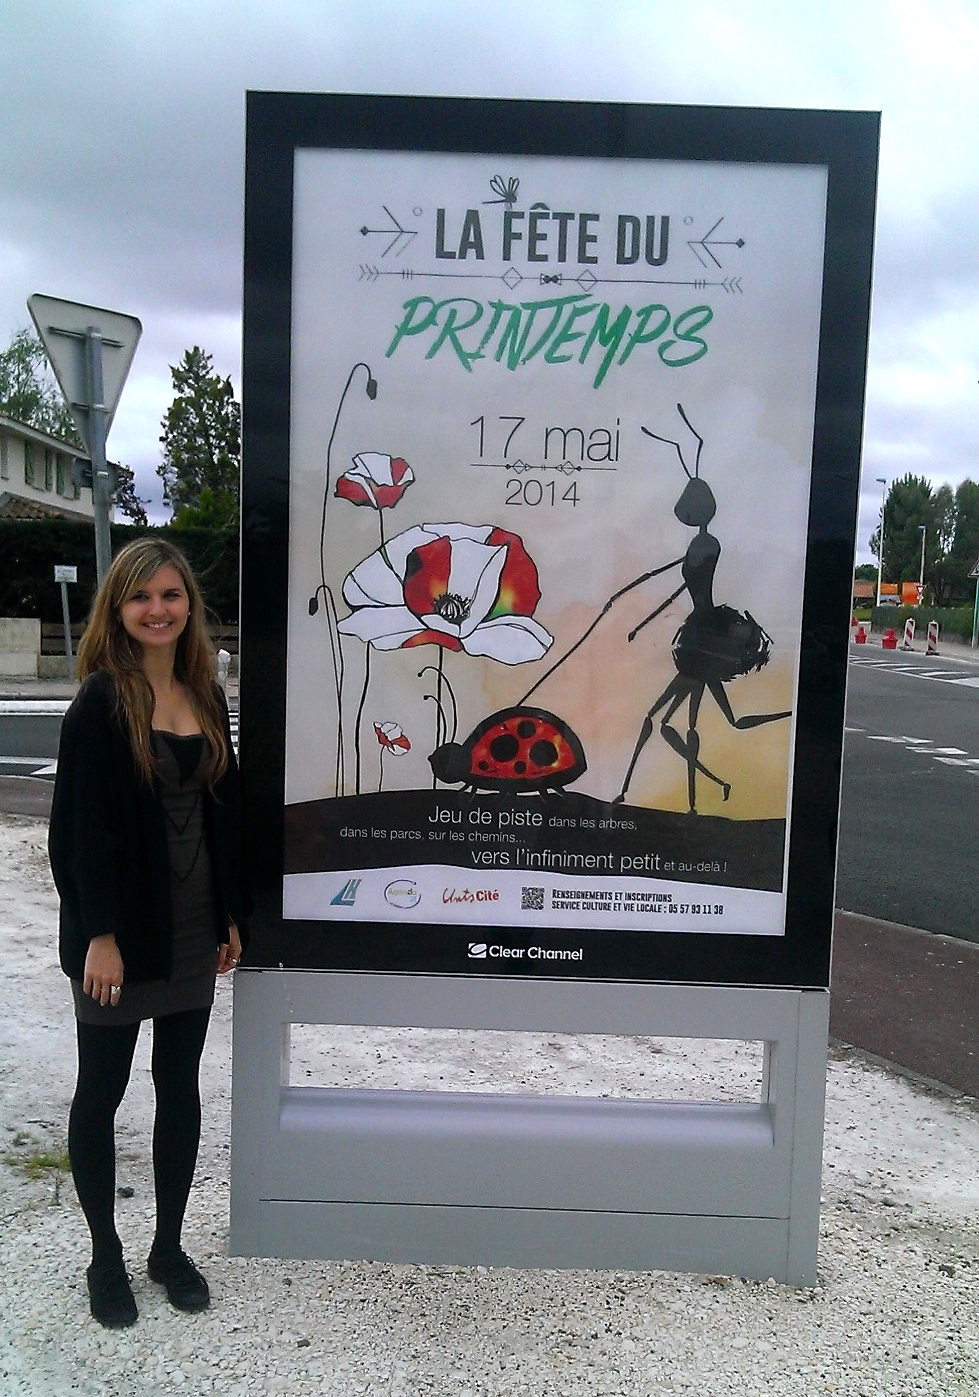 LA FÊTE DU
PRINTEMPS
17 mai
2014
Jeu de piste dans les arbres,
dans les parcs, sur les chemins...
vers l'infiniment petit et au-delà !
Agenda
UnisCité
RENSEIGNEMENTS ET INSCRIPTIONS
SERVICE CULTURE ET VIE LOCALE : 05 57 93 11 38
Clear Channel